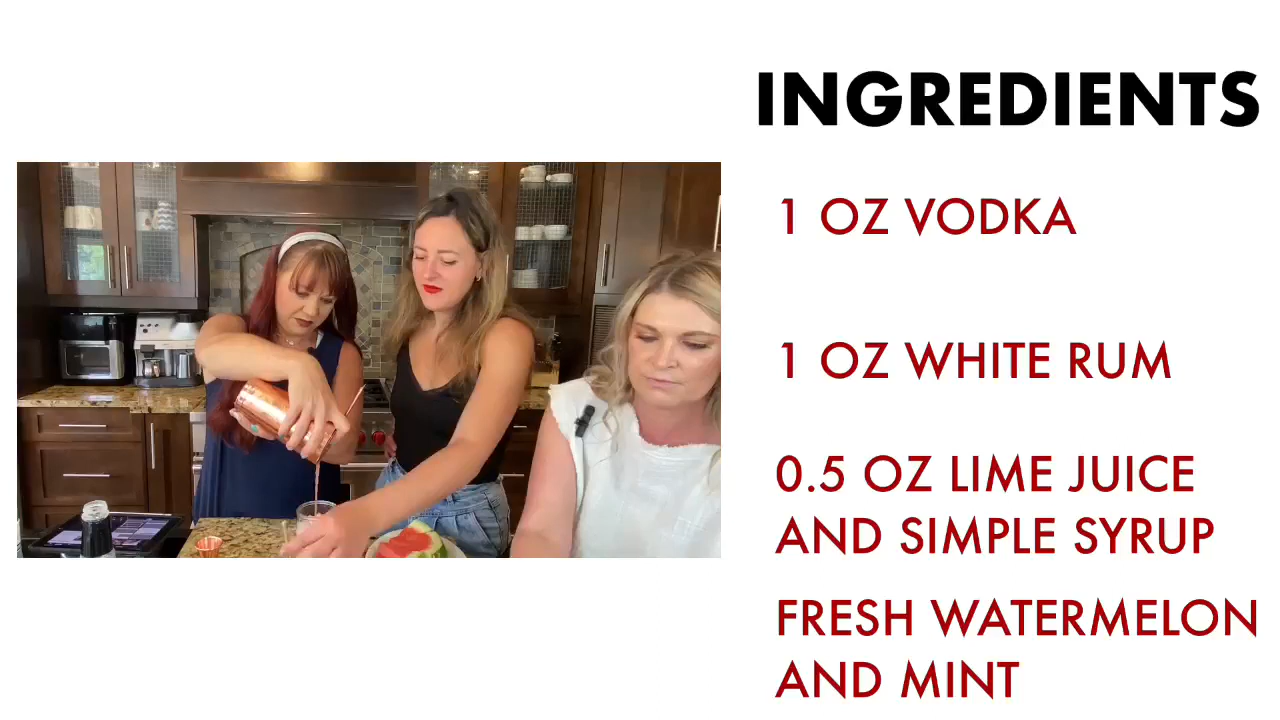 INGREDIENTS
1 OZ VODKA
1 OZ WHITE RUM
0.5 OZ LIME JUICE
AND SIMPLE SYRUP
FRESH WATERMELON
AND MINT